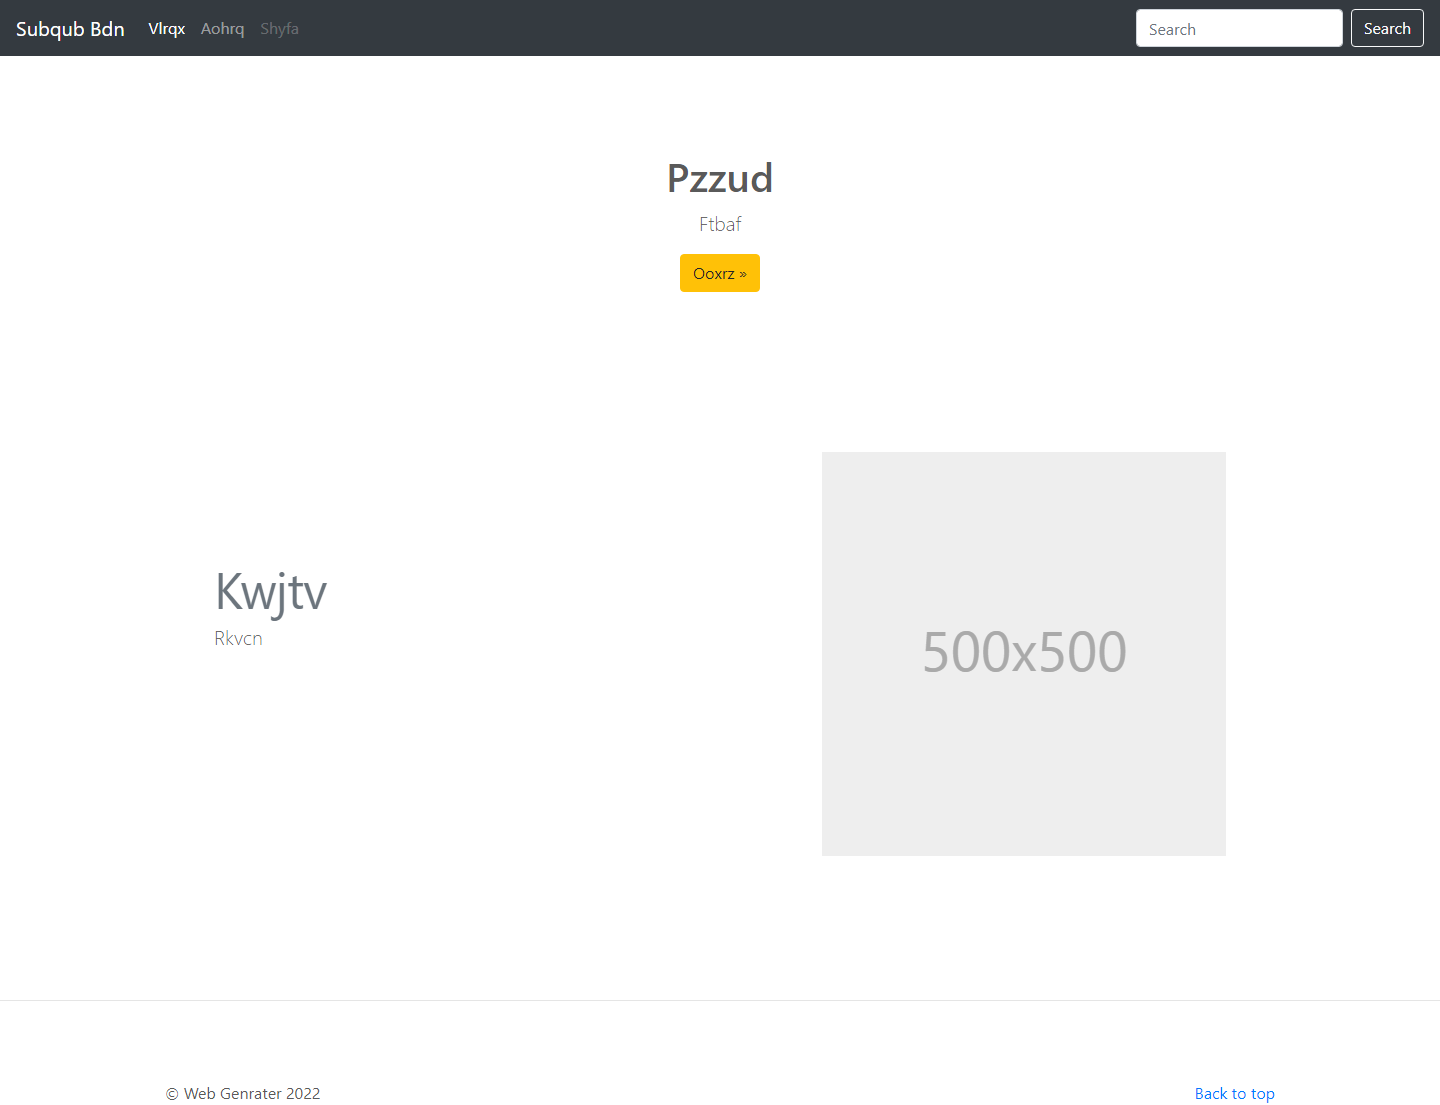 Subqub Bdn Vlrqx Aohrq Shyfa Search Search
Pzzud
Ftbaf
Ooxrz »
Kwjtv
Rkvcn
500x500
© Web Genrater 2022 Back to top